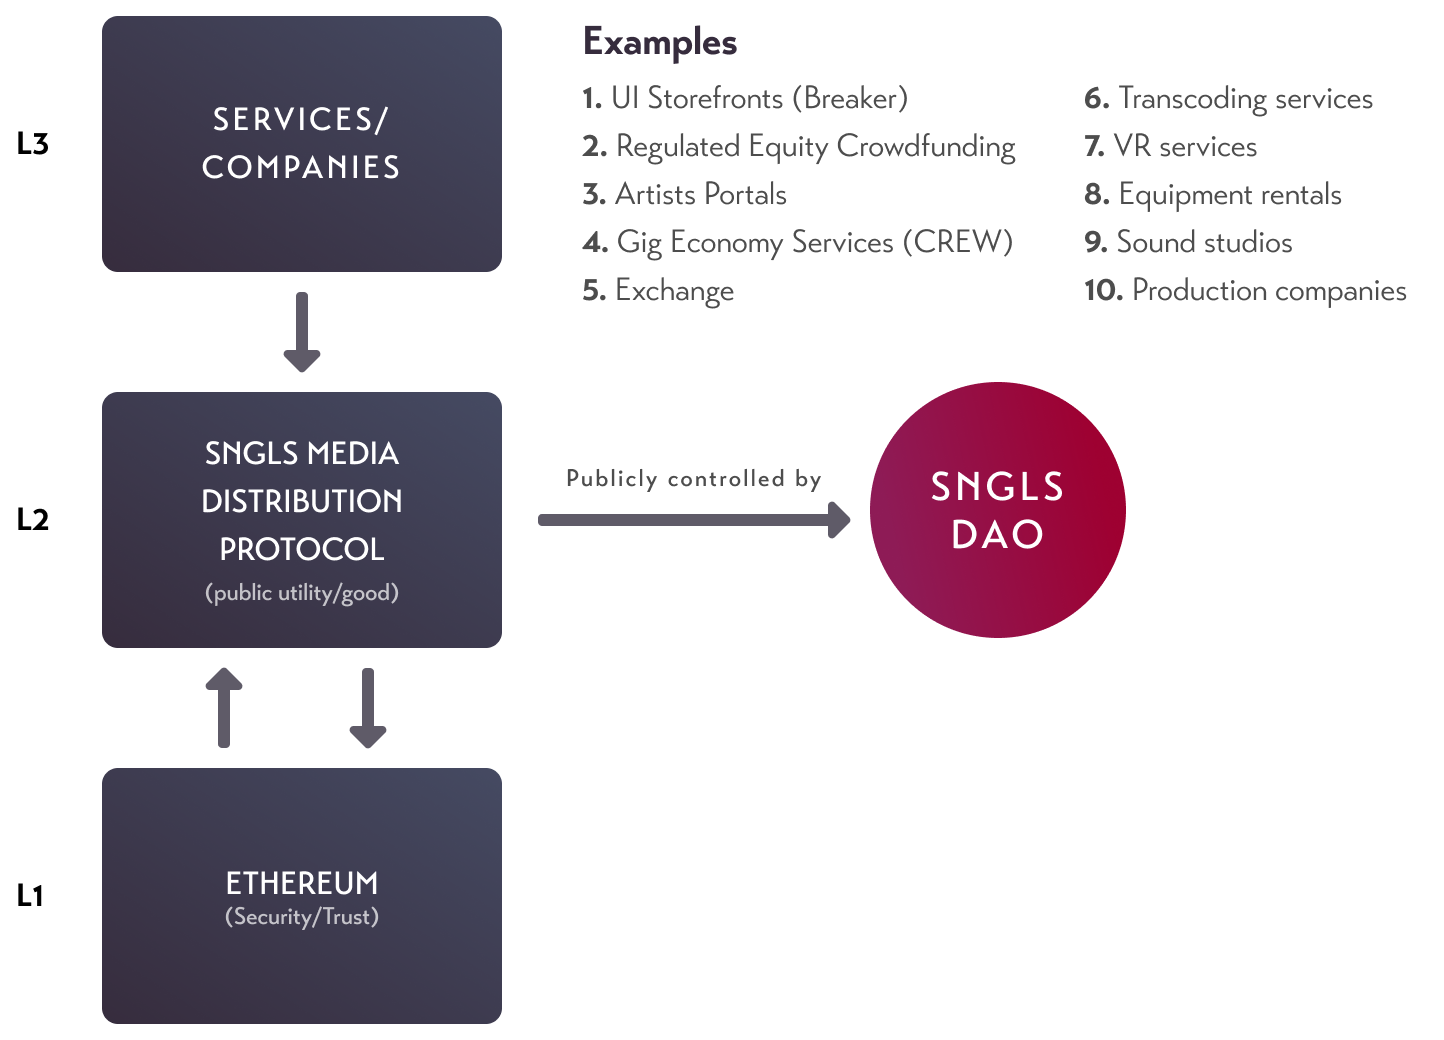 L3
SERVICES/
COMPANIES
Examples
1. UI Storefronts (Breaker)
2. Regulated Equity Crowdfunding
3. Artists Portals
4. Gig Economy Services (CREW)
5. Exchange
6. Transcoding services
7. VR services
8. Equipment rentals
9. Sound studios
10. Production companies
L2
SNGLS MEDIA
DISTRIBUTION
PROTOCOL
(public utility/good)
Publicly controlled by
SNGLS
DAO
L1
ETHEREUM
(Security/Trust)